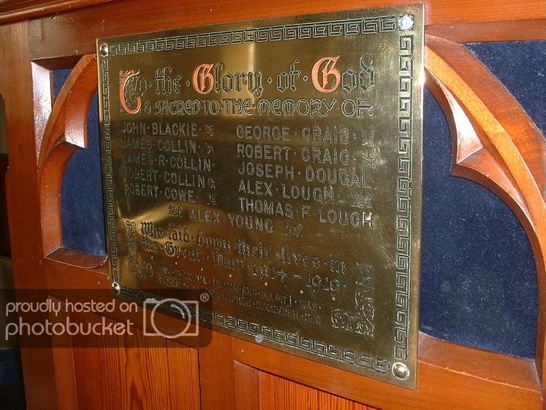 To · the · Glory · of · God
& SACRED · TO · THE · MEMORY · OF ·
JOHN · BLACKIE · GEORGE · CRAIG ·
JAMES · COLLIN · ROBERT · CRAIG ·
JAMES · R · COLLIN · JOSEPH · DOUGAL
ROBERT · COLLIN · ALEX · LOUGH ·
ROBERT · COWE · THOMAS · F · LOUGH
ALEX YOUNG
Who · laid · down · their · lives · in
the · Great · War · 1914 - 1919 ·
proudly hosted on
photobucket